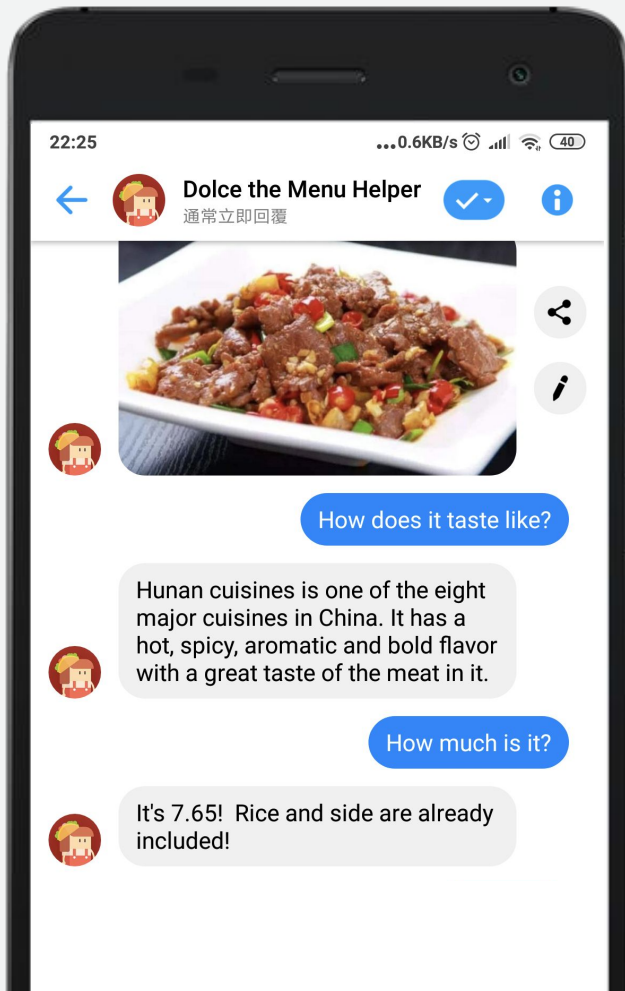 22:25 ...0.6KB/s 40
Dolce the Menu Helper
通常立即回覆
How does it taste like?
Hunan cuisines is one of the eight
major cuisines in China. It has a
hot, spicy, aromatic and bold flavor
with a great taste of the meat in it.
How much is it?
It's 7.65!  Rice and side are already
included!